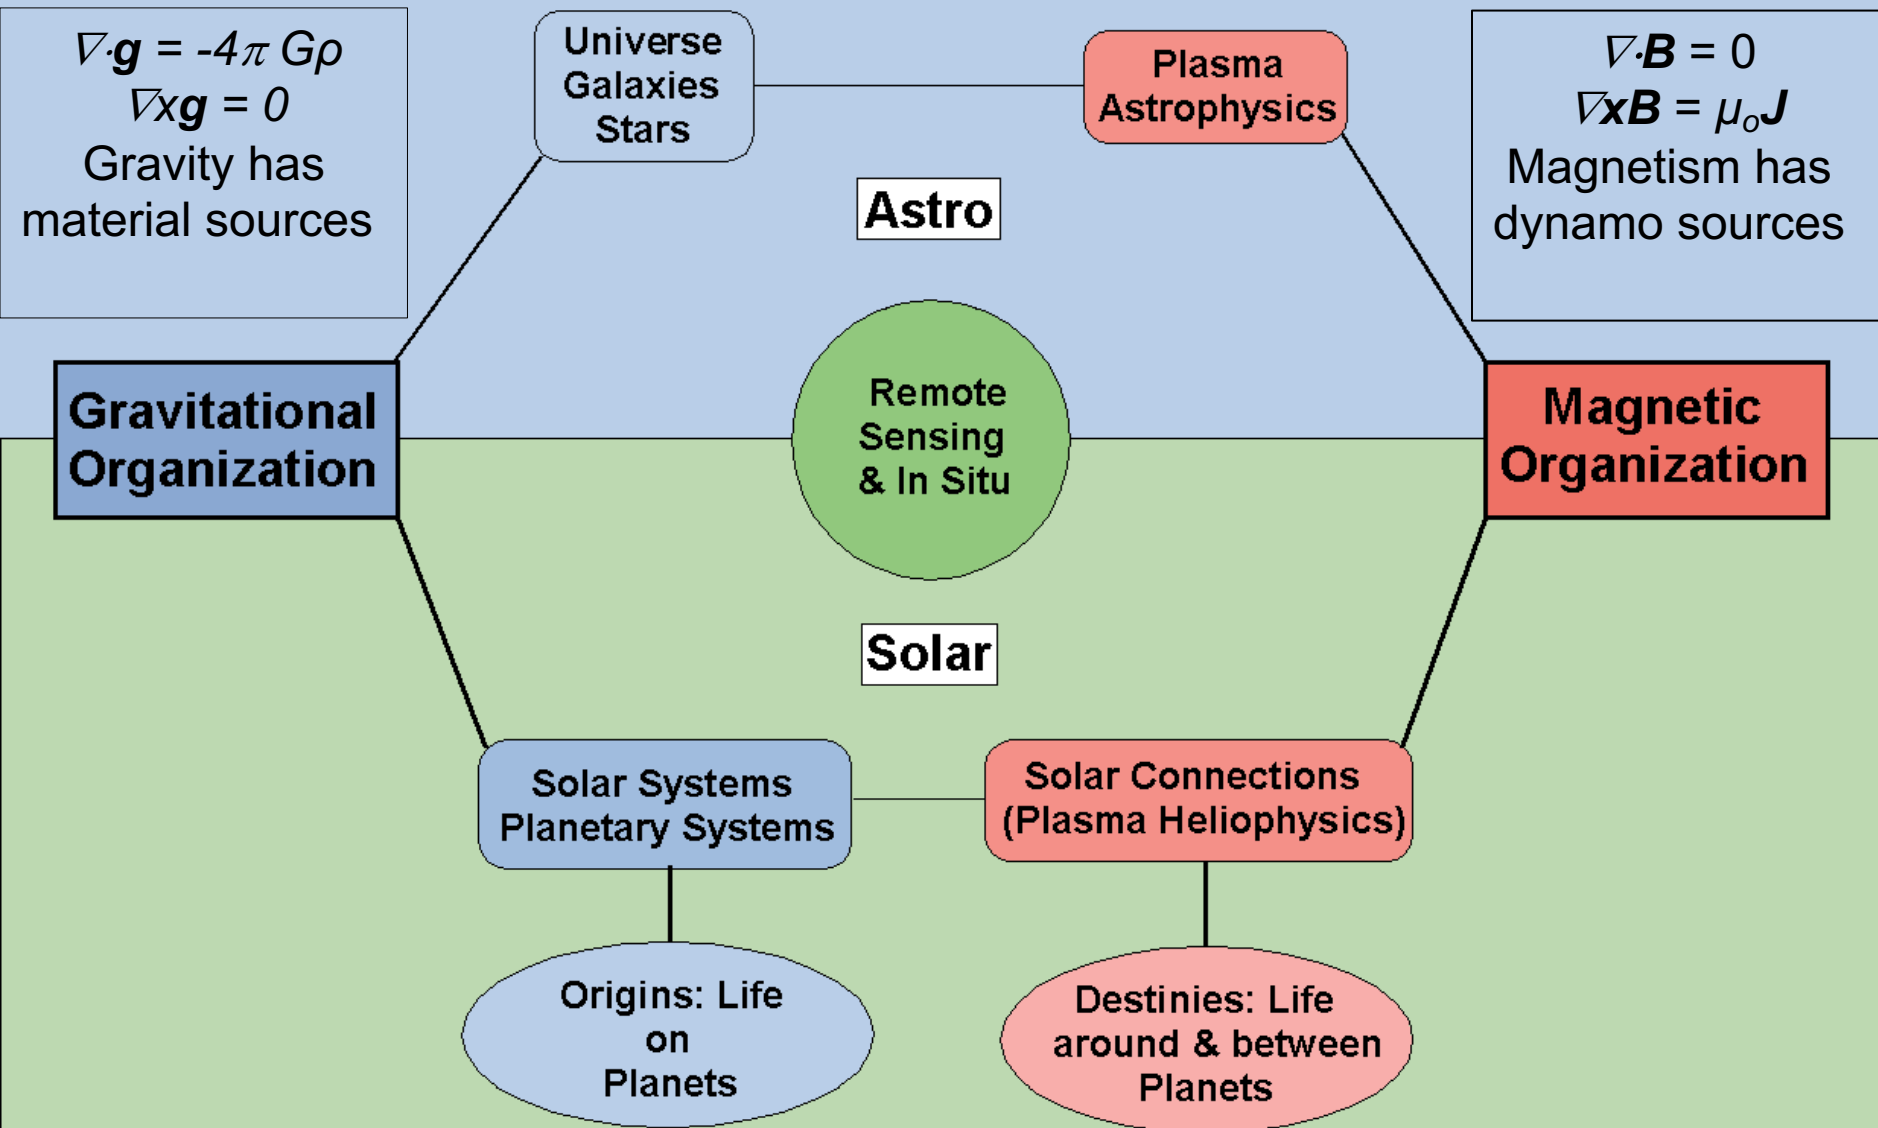 ∇·g = -4π Gρ
∇xg = 0
Gravity has
material sources
Universe
Galaxies
Stars
Plasma
Astrophysics
∇·B = 0
∇xB = μoJ
Magnetism has
dynamo sources
Astro
Gravitational
Organization
Remote
Sensing
& In Situ
Magnetic
Organization
Solar
Solar Systems
Planetary Systems
Solar Connections
(Plasma Heliophysics)
Origins: Life
on
Planets
Destinies: Life
around & between
Planets